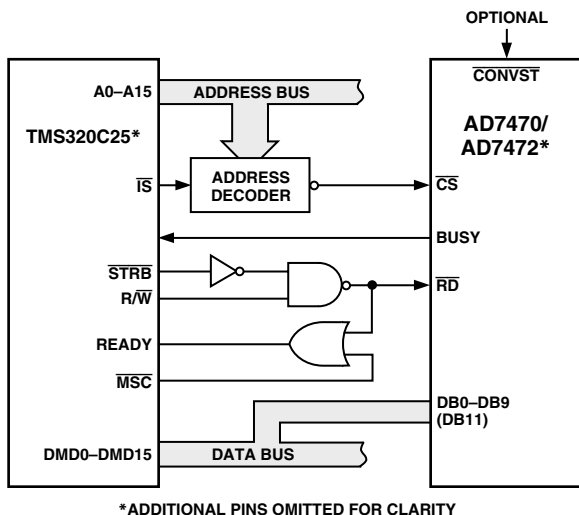 OPTIONAL
A0–A15
ADDRESS BUS
CONVST
TMS320C25*
AD7470/
AD7472*
IS
ADDRESS
DECODER
CS
BUSY
STRB
R/W
RD
READY
MSC
DB0–DB9
(DB11)
DMD0–DMD15
DATA BUS
*ADDITIONAL PINS OMITTED FOR CLARITY